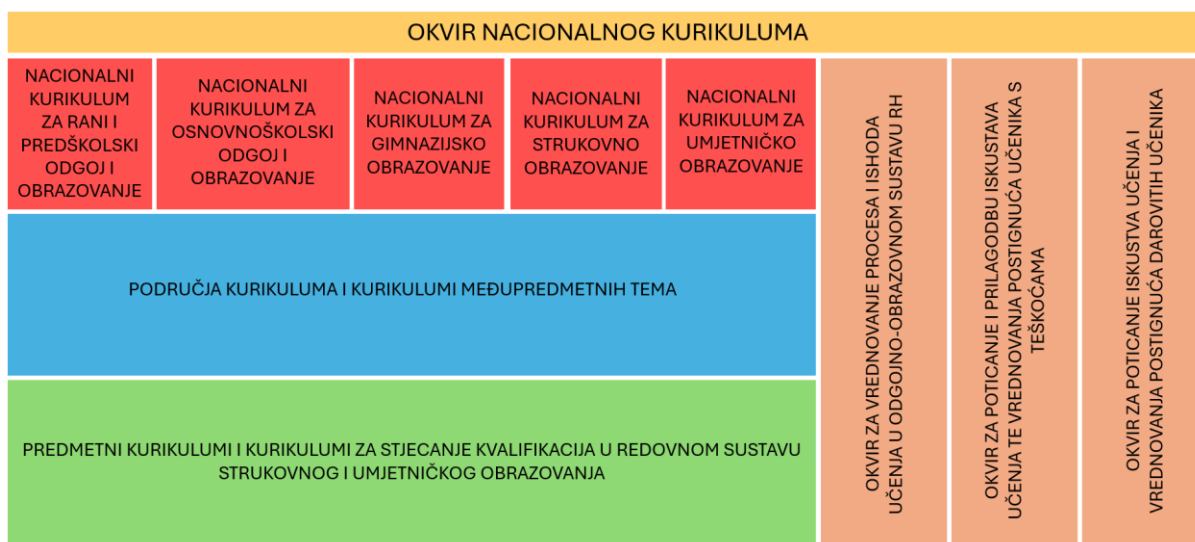 OKVIR NACIONALNOG KURIKULUMA
NACIONALNI
KURIKULUM
ZA RANI I
PREDŠKOLSKI
ODGOJ I
OBRAZOVANJE
NACIONALNI
KURIKULUM ZA
OSNOVNOŠKOLSKI
ODGOJ I
OBRAZOVANJE
NACIONALNI
KURIKULUM ZA
GIMNAZIJSKO
OBRAZOVANJE
NACIONALNI
KURIKULUM ZA
STRUKOVNO
OBRAZOVANJE
NACIONALNI
KURIKULUM ZA
UMJETNIČKO
OBRAZOVANJE
PODRUČJA KURIKULUMA I KURIKULUMI MEĐUPREDMETNIH TEMA
PREDMETNI KURIKULUMI I KURIKULUMI ZA STJECANJE KVALIFIKACIJA U REDOVNOM SUSTAVU
STRUKOVNOG I UMJETNIČKOG OBRAZOVANJA
OKVIR ZA VREDNOVANJE PROCESA I ISHODA
UČENJA U ODGOJNO-OBRAZOVNOM SUSTAVU RH
OKVIR ZA POTICANJE I PRILAGODBU ISKUSTAVA
UČENJA TE VREDNOVANJA POSTIGNUĆA UČENIKA S
TEŠKOĆAMA
OKVIR ZA POTICANJE ISKUSTVA UČENJA I
VREDNOVANJA POSTIGNUĆA DAROVITIH UČENIKA